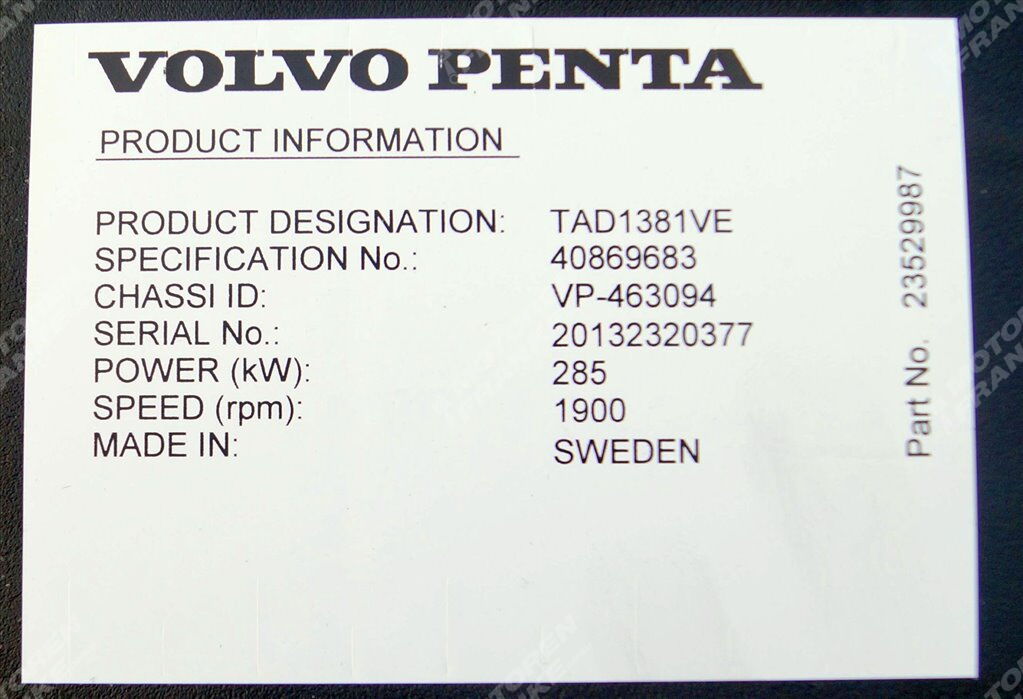 VOLVO PENTA
PRODUCT INFORMATION
PRODUCT DESIGNATION: TAD1381VE
SPECIFICATION No.: 40869683
CHASSI ID: VP-463094
SERIAL No.: 20132320377
POWER (kW): 285
SPEED (rpm): 1900
MADE IN: SWEDEN
Part No. 23529987